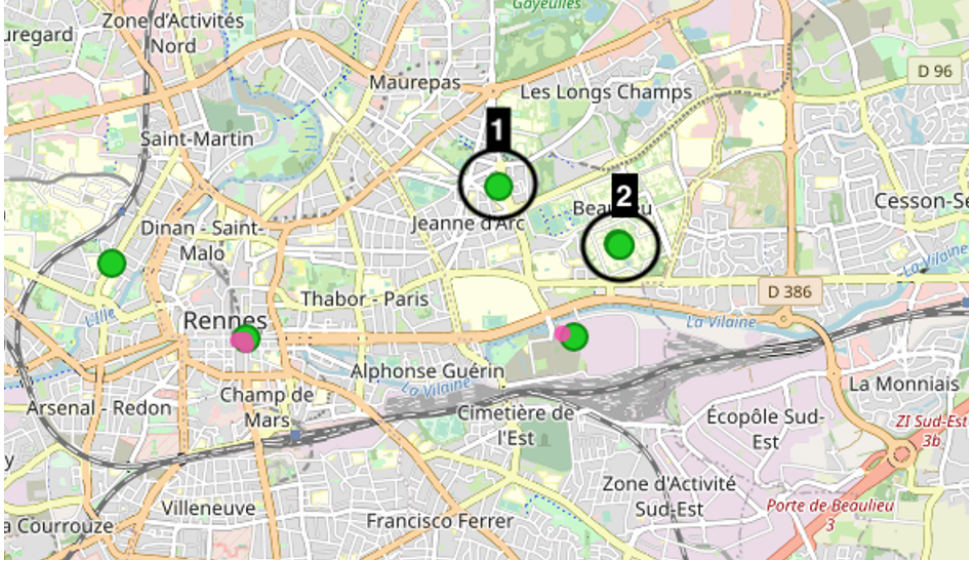 Gayeulles
Zone d'Activités
Nord
uregard
D 96
Maurepas
Les Longs Champs
1
Saint-Martin
2
Cesson-Se
Jeanne d'Arc
Dinan - Saint-
Malo
La Vilaine
D 386
Thabor - Paris
L'Ille
Rennes
La Vilaine
Alphonse Guérin
La Vilaine
La Monniais
Champ de
Mars
Arsenal - Redon
Cimetière de
l'Est
Écopôle Sud-
Est
ZI Sud-Est
3b
y
Zone d'Activité
Sud-Est
Villeneuve
Porte de Beaulieu
3
a Courrouze
Francisco Ferrer